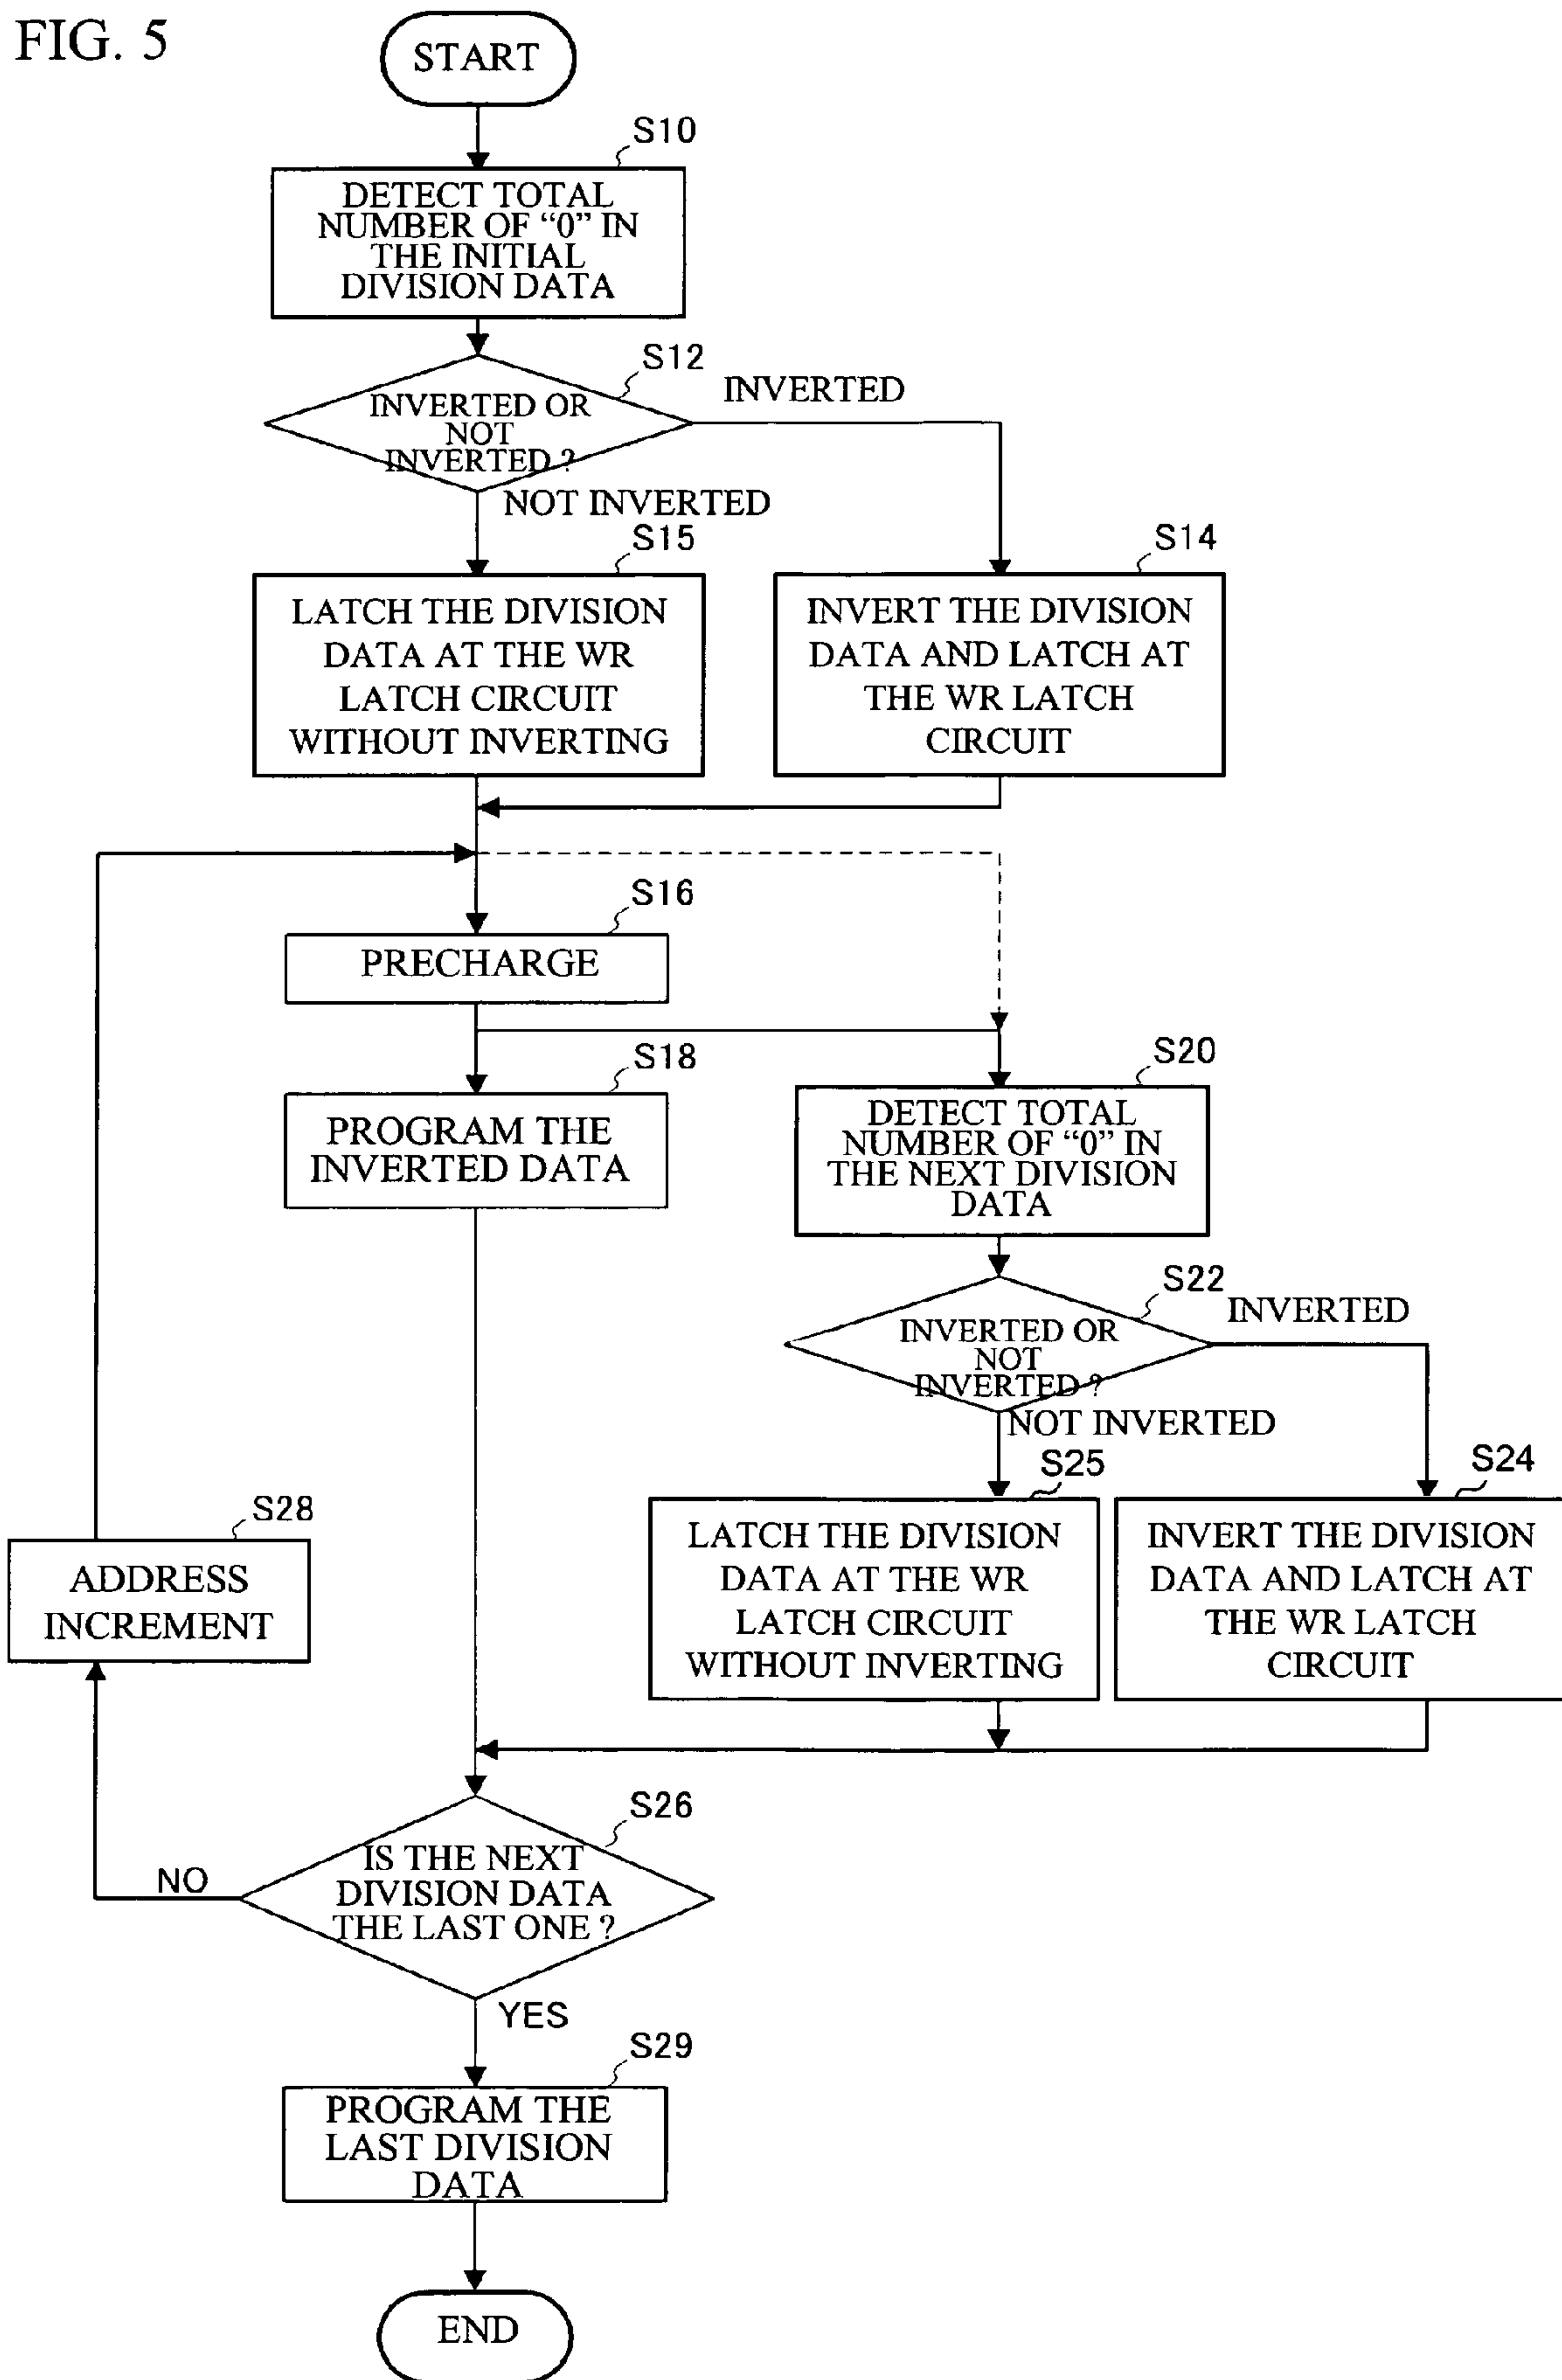 FIG. 5
START
S10
DETECT TOTAL
NUMBER OF “0” IN
THE INITIAL
DIVISION DATA
S12
INVERTED OR
NOT
INVERTED ?
INVERTED
NOT INVERTED
S15
LATCH THE DIVISION
DATA AT THE WR
LATCH CIRCUIT
WITHOUT INVERTING
S14
INVERT THE DIVISION
DATA AND LATCH AT
THE WR LATCH
CIRCUIT
S16
PRECHARGE
S18
PROGRAM THE
INVERTED DATA
S20
DETECT TOTAL
NUMBER OF “0” IN
THE NEXT DIVISION
DATA
S22
INVERTED OR
NOT
INVERTED ?
INVERTED
NOT INVERTED
S25
LATCH THE DIVISION
DATA AT THE WR
LATCH CIRCUIT
WITHOUT INVERTING
S24
INVERT THE DIVISION
DATA AND LATCH AT
THE WR LATCH
CIRCUIT
S28
ADDRESS
INCREMENT
S26
IS THE NEXT
DIVISION DATA
THE LAST ONE ?
NO
YES
S29
PROGRAM THE
LAST DIVISION
DATA
END